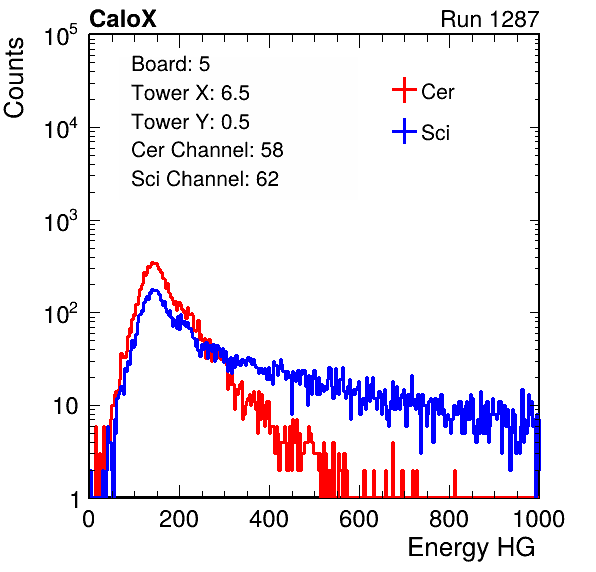 CaloX Run 1287
Counts
10^5
10^4
10^3
10^2
10
1
Board: 5
Tower X: 6.5
Tower Y: 0.5
Cer Channel: 58
Sci Channel: 62
Cer
Sci
0 200 400 600 800 1000
Energy HG